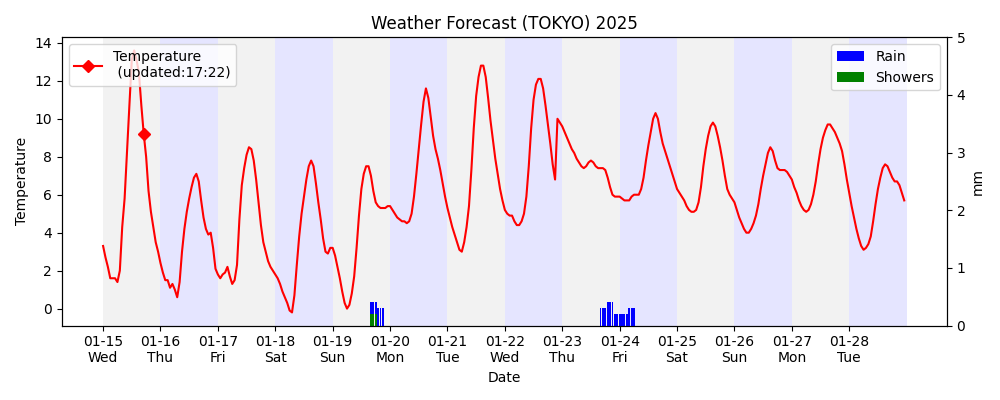 Weather Forecast (TOKYO) 2025
Temperature
(updated:17:22)
Rain
Showers
14
12
10
8
6
4
2
0
Temperature
5
4
3
2
1
0
mm
01-15 01-16 01-17 01-18 01-19 01-20 01-21 01-22 01-23 01-24 01-25 01-26 01-27 01-28
Wed Thu Fri Sat Sun Mon Tue Wed Thu Fri Sat Sun Mon Tue
Date